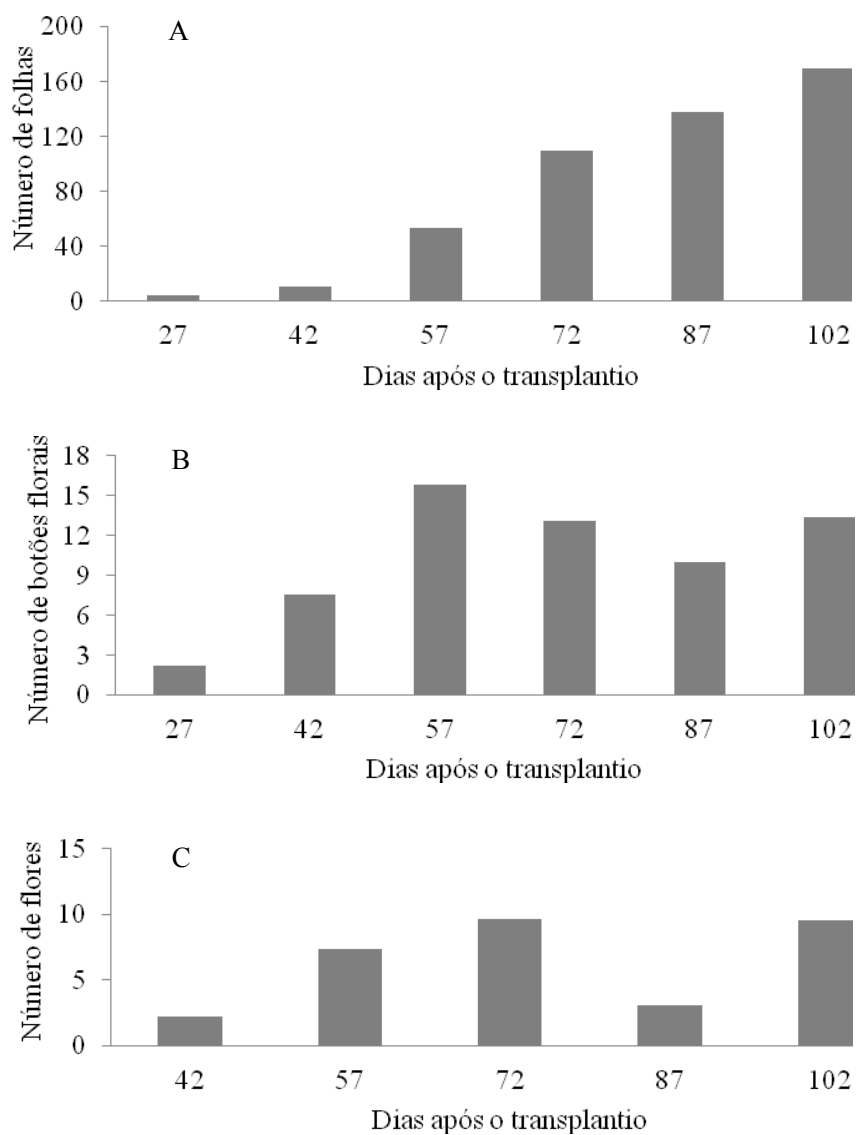 A
Número de folhas
200
160
120
80
40
0
27 42 57 72 87 102
Dias após o transplantio
B
Número de botões florais
18
15
12
9
6
3
0
27 42 57 72 87 102
Dias após o transplantio
C
Número de flores
15
10
5
0
42 57 72 87 102
Dias após o transplantio